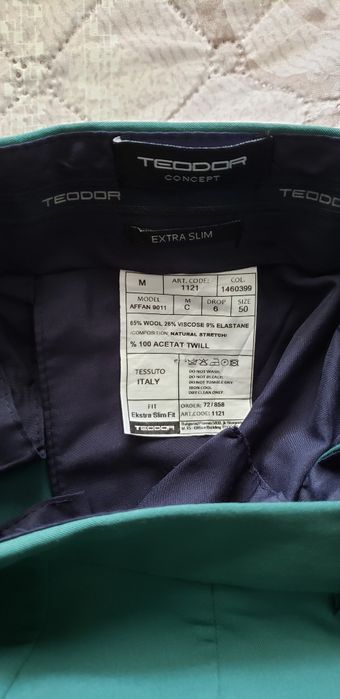 TEODOR
CONCEPT
TEODOR
TEODOR
EXTRA SLIM
M ART. CODE: 1121 COL. 1460399
MODEL AFFAN 9011 M C DROP 6 SIZE 50
65% WOOL 26% VISCOSE 9% ELASTANE
(COMPOSITION: NATURAL STRETCH)
% 100 ACETAT TWILL
TESSUTO
ITALY
DO NOT WASH
DO NOT BLEACH
DO NOT TUMBLE DRY
IRON COOL
DRY CLEAN ONLY
FIT
Ekstra Slim Fit
ORDER: 72/858
ART.CODE: 1121
TEODOR